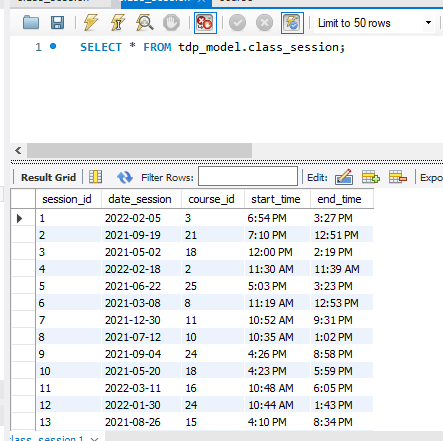 Limit to 50 rows
1 SELECT * FROM tdp_model.class_session;
Result Grid Filter Rows: Edit:
session_id date_session course_id start_time end_time
1 2022-02-05 3 6:54 PM 3:27 PM
2 2021-09-19 21 7:10 PM 12:51 PM
3 2021-05-02 18 12:00 PM 2:19 PM
4 2022-02-18 2 11:30 AM 11:39 AM
5 2021-06-22 25 5:03 PM 3:23 PM
6 2021-03-08 8 11:19 AM 12:53 PM
7 2021-12-30 11 10:52 AM 9:31 PM
8 2021-07-12 10 10:35 AM 1:02 PM
9 2021-09-04 24 4:26 PM 8:58 PM
10 2021-05-20 18 4:23 PM 5:59 PM
11 2022-03-11 16 10:48 AM 6:05 PM
12 2022-01-30 24 10:44 AM 1:43 PM
13 2021-08-26 15 4:10 PM 8:34 PM